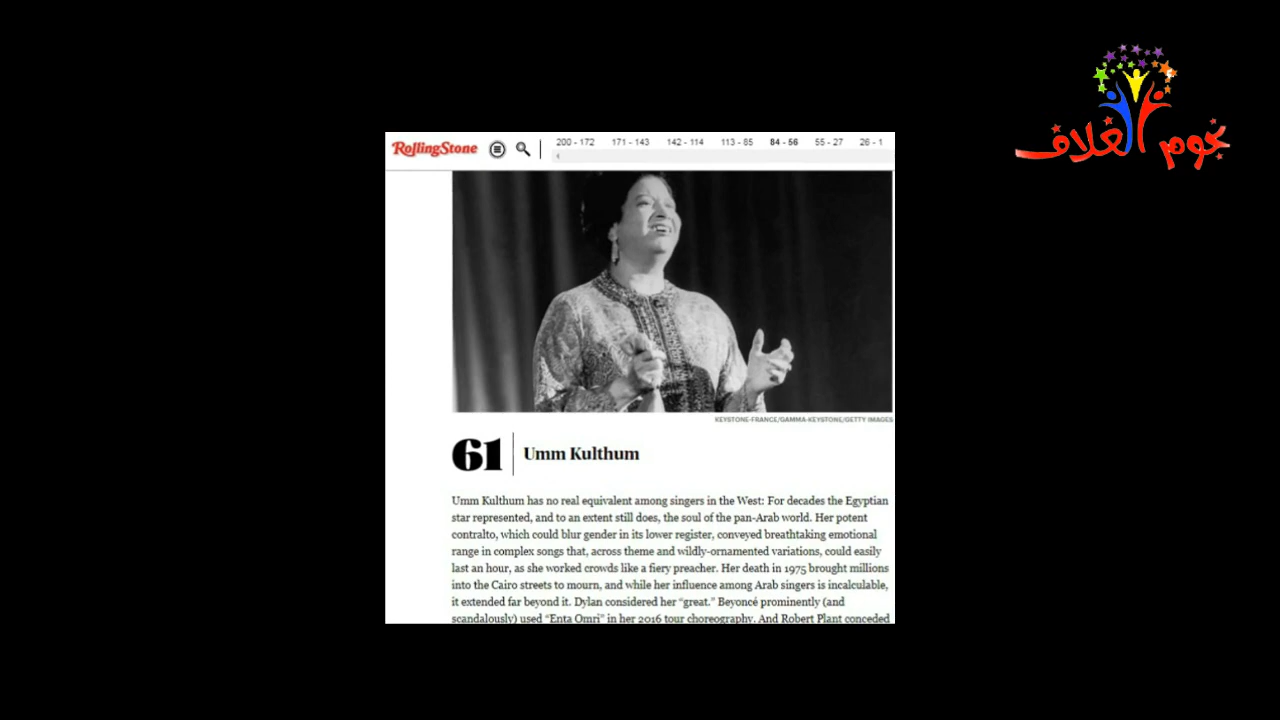 نجوم الغلاف
RollingStone
200 - 172 171 - 143 142 - 114 113 - 85 84 - 56 55 - 27 26 - 1
KEYSTONE-FRANCE/GAMMA-KEYSTONE/GETTY IMAGES
61 Umm Kulthum
Umm Kulthum has no real equivalent among singers in the West: For decades the Egyptian
star represented, and to an extent still does, the soul of the pan-Arab world. Her potent
contralto, which could blur gender in its lower register, conveyed breathtaking emotional
range in complex songs that, across theme and wildly-ornamented variations, could easily
last an hour, as she worked crowds like a fiery preacher. Her death in 1975 brought millions
into the Cairo streets to mourn, and while her influence among Arab singers is incalculable,
it extended far beyond it. Dylan considered her “great.” Beyoncé prominently (and
scandalously) used “Enta Omri” in her 2016 tour choreography. And Robert Plant conceded